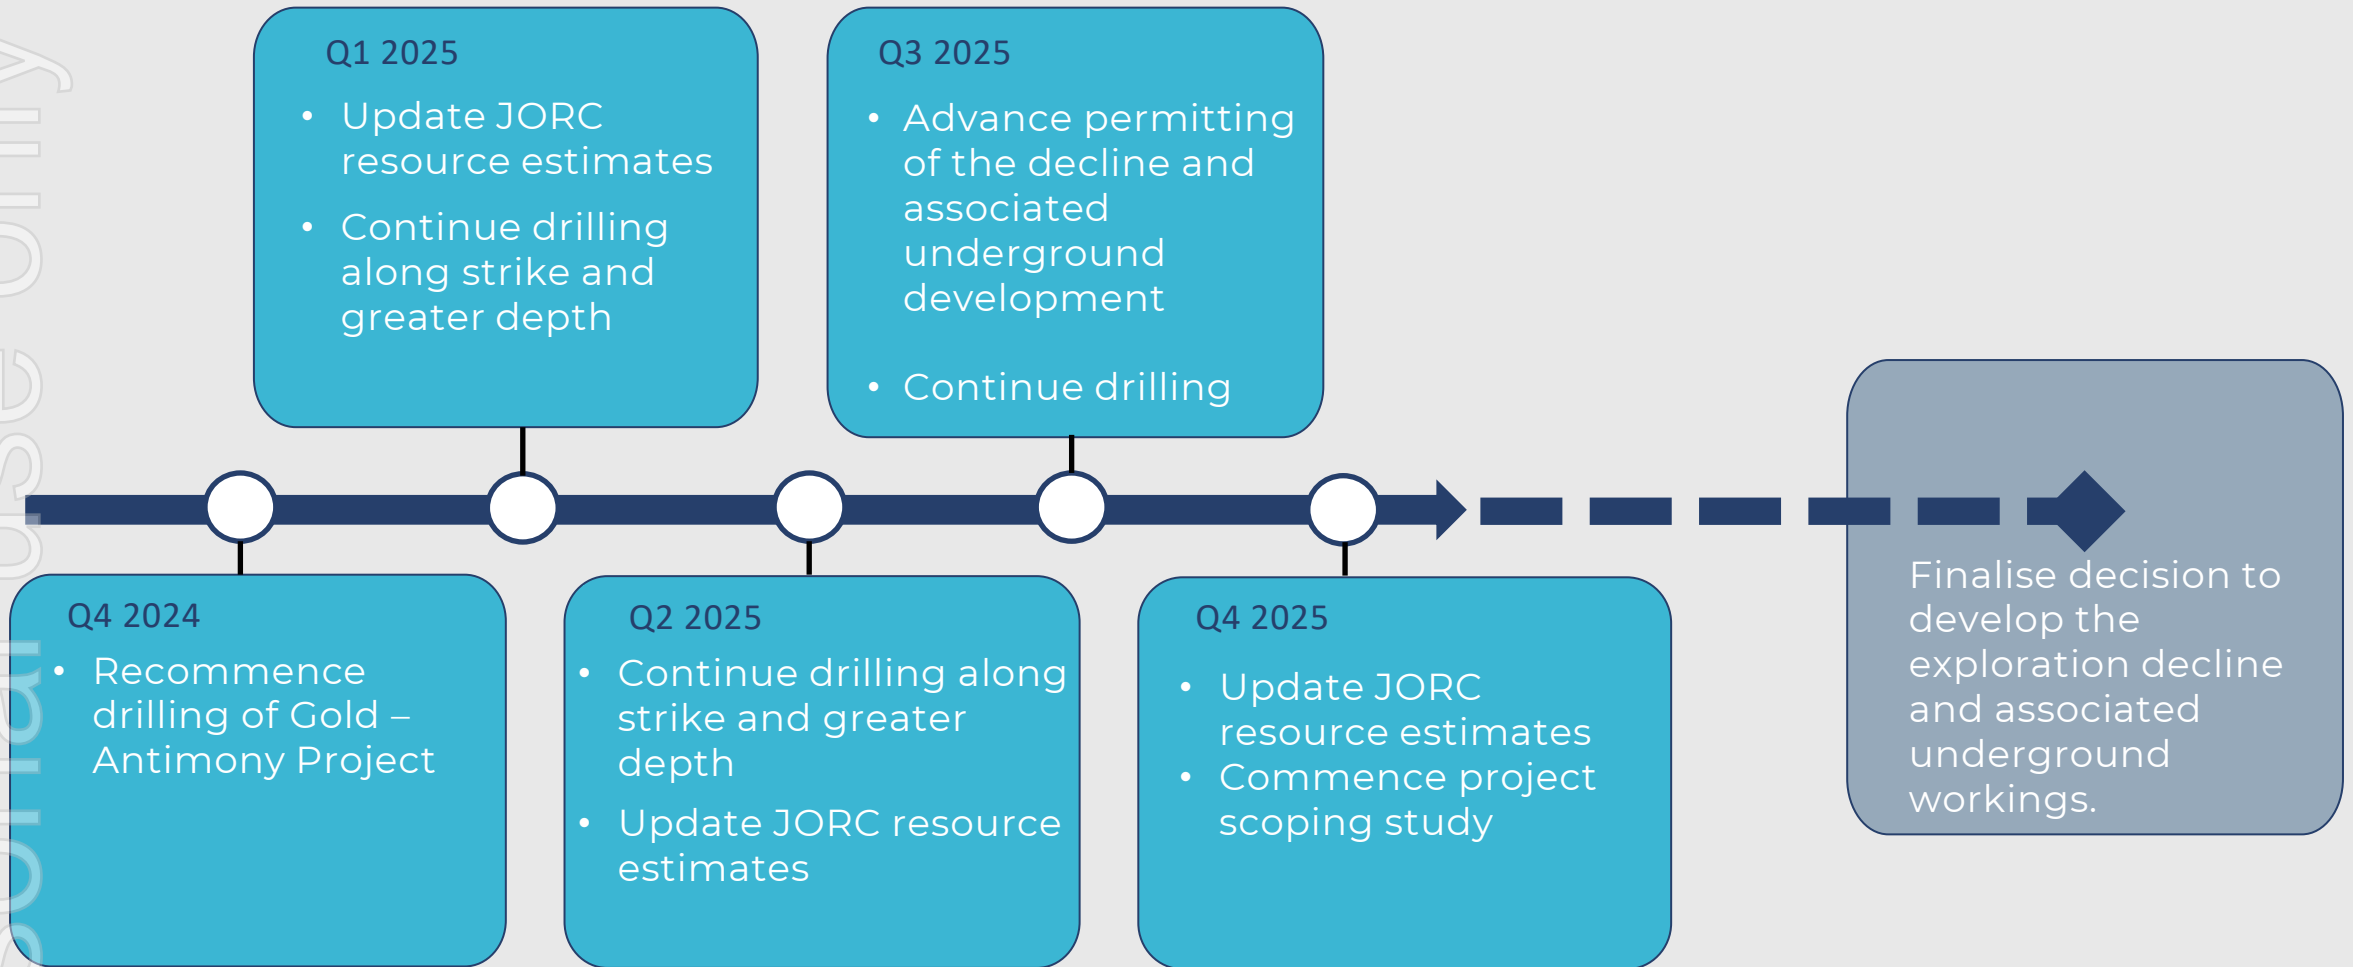 Q1 2025
• Update JORC
resource estimates
• Continue drilling
along strike and
greater depth
Q3 2025
• Advance permitting
of the decline and
associated
underground
development
• Continue drilling
Q4 2024
• Recommence
drilling of Gold –
Antimony Project
Q2 2025
• Continue drilling along
strike and greater
depth
• Update JORC resource
estimates
Q4 2025
• Update JORC
resource estimates
• Commence project
scoping study
Finalise decision to
develop the
exploration decline
and associated
underground
workings.
only